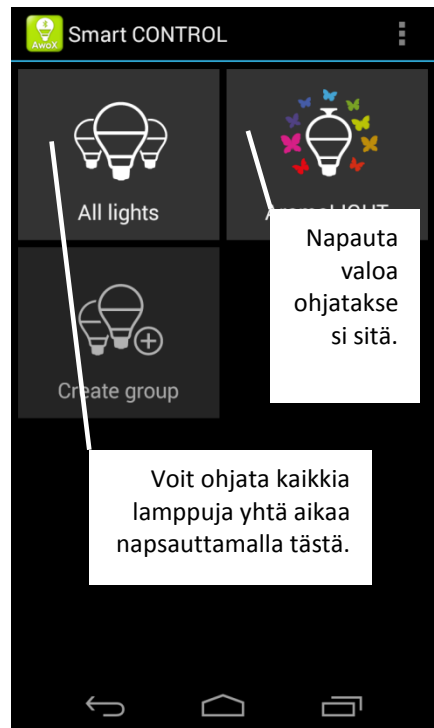 AwoX
Smart CONTROL
All lights
Napauta
valoa
ohjatakse
si sitä.
Create group
Voit ohjata kaikkia
lamppuja yhtä aikaa
napsauttamalla tästä.